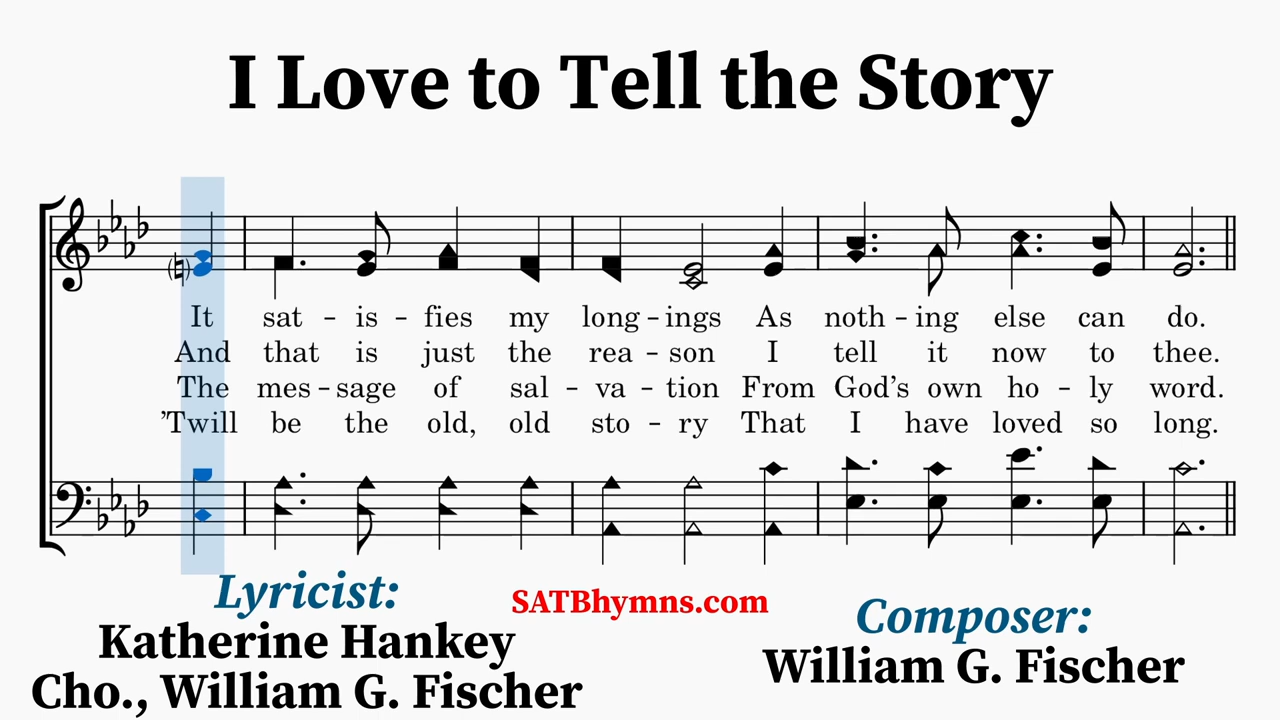 I Love to Tell the Story
It sat - is - fies my long - ings As noth - ing else can do.
And that is just the rea - son I tell it now to thee.
The mes - sage of sal - va - tion From God's own ho - ly word.
'Twill be the old, old sto - ry That I have loved so long.
Lyricist:
Katherine Hankey
Cho., William G. Fischer
SATBhymns.com
Composer:
William G. Fischer